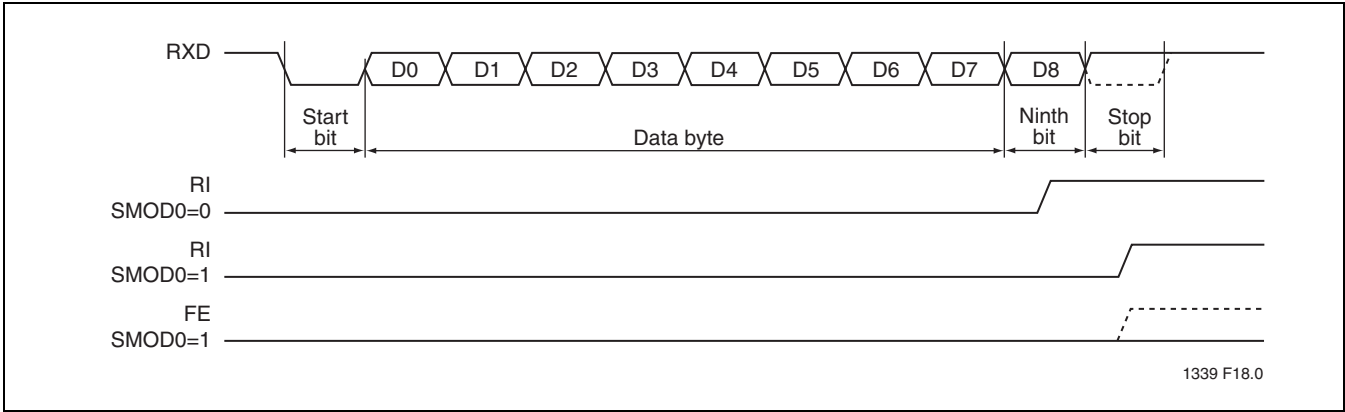 RXD
D0 D1 D2 D3 D4 D5 D6 D7 D8
Start bit
Data byte
Ninth bit
Stop bit
RI
SMOD0=0
RI
SMOD0=1
FE
SMOD0=1
1339 F18.0